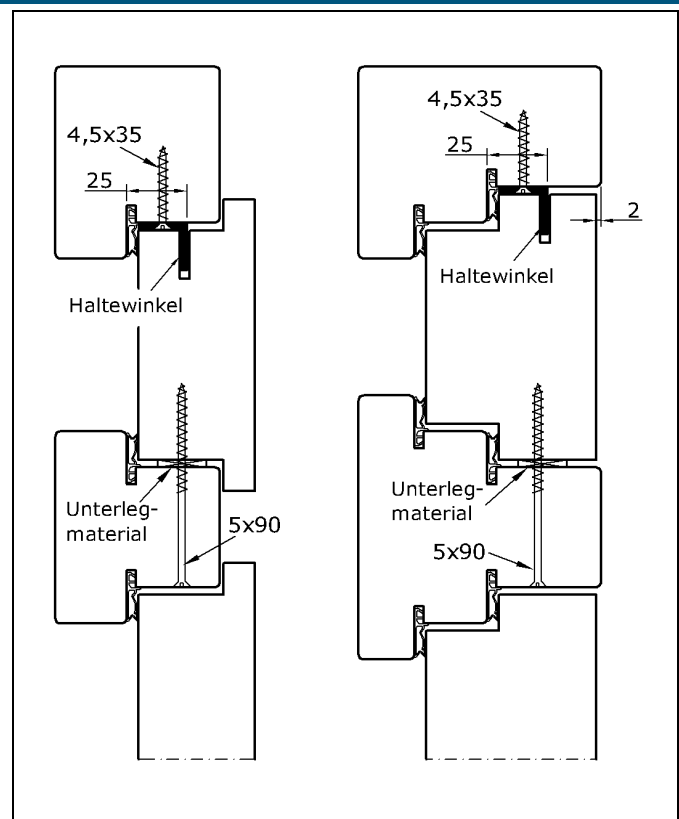 4,5x35
25
Haltewinkel
Unterleg-
material
5x90
4,5x35
25
2
Haltewinkel
Unterleg-
material
5x90